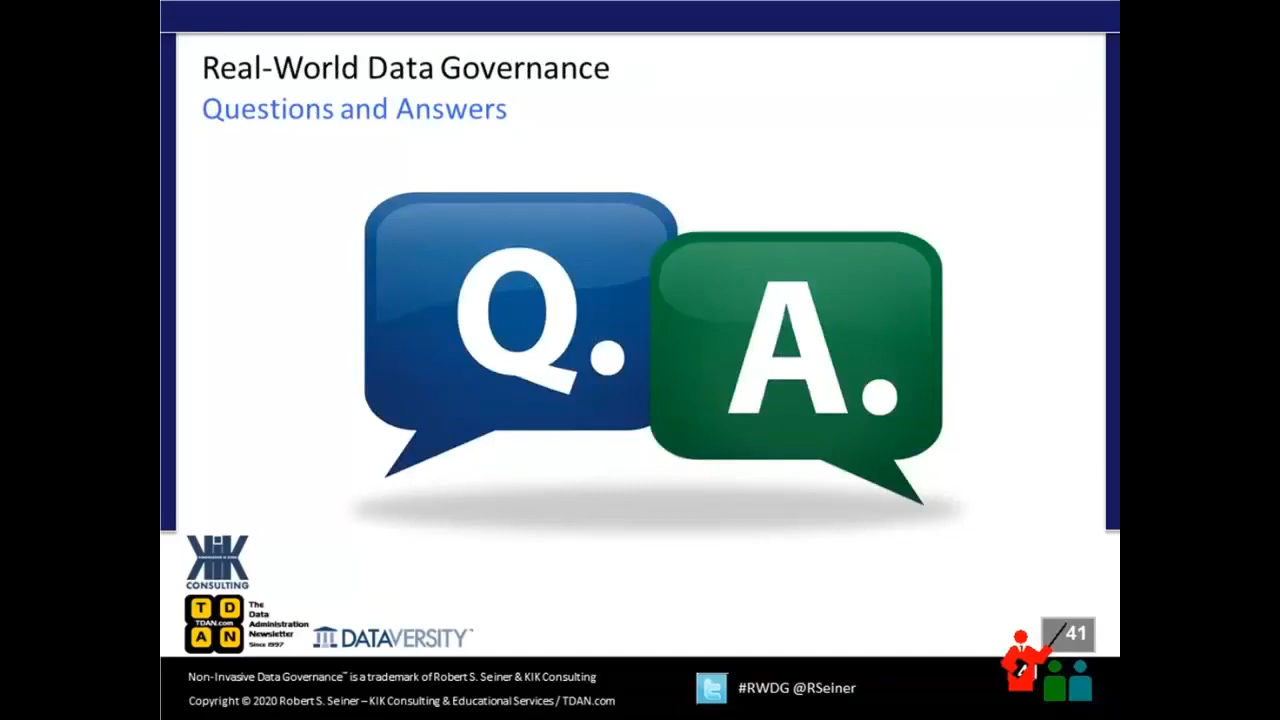 Real-World Data Governance
Questions and Answers
Q.
A.
KIK
CONSULTING
T D
TDAN.com
A N
The
Data
Administration
Newsletter
Since 1997
DATAVERSITY™
41
Non-Invasive Data Governance™ is a trademark of Robert S. Seiner & KIK Consulting
Copyright © 2020 Robert S. Seiner – KIK Consulting & Educational Services / TDAN.com
#RWDG @RSeiner